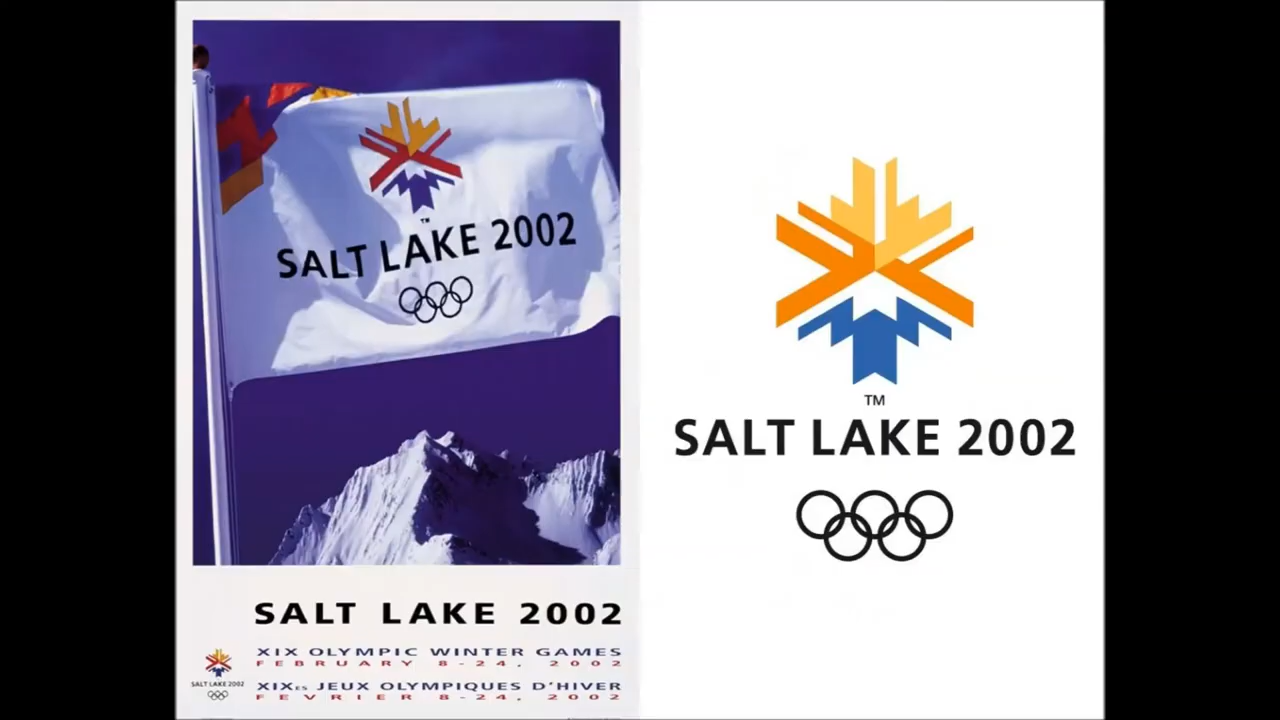 TM
SALT LAKE 2002
SALT LAKE 2002
XIX OLYMPIC WINTER GAMES
FEBRUARY 8-24, 2002
SALT LAKE 2002
XIXES JEUX OLYMPIQUES D'HIVER
FEVRIER 8-24, 2002
TM
SALT LAKE 2002